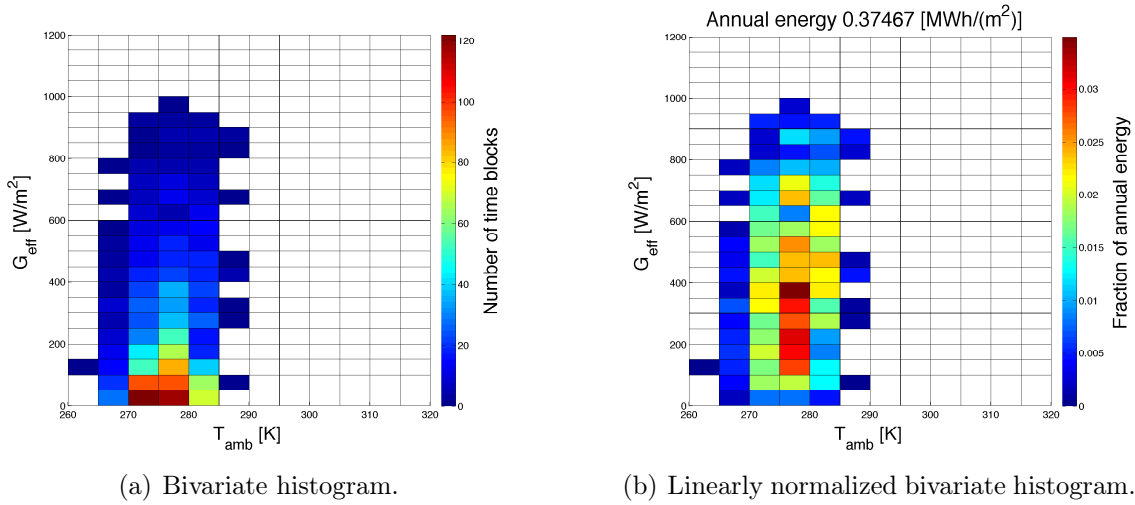 Annual energy 0.37467 [MWh/(m²)]
1200
1000
800
600
400
200
0
G_eff [W/m²]
260 270 280 290 300 310 320
T_amb [K]
120
100
80
60
40
20
0
Number of time blocks
1200
1000
800
600
400
200
0
G_eff [W/m²]
260 270 280 290 300 310 320
T_amb [K]
0.03
0.025
0.02
0.015
0.01
0.005
0
Fraction of annual energy
(a) Bivariate histogram.
(b) Linearly normalized bivariate histogram.